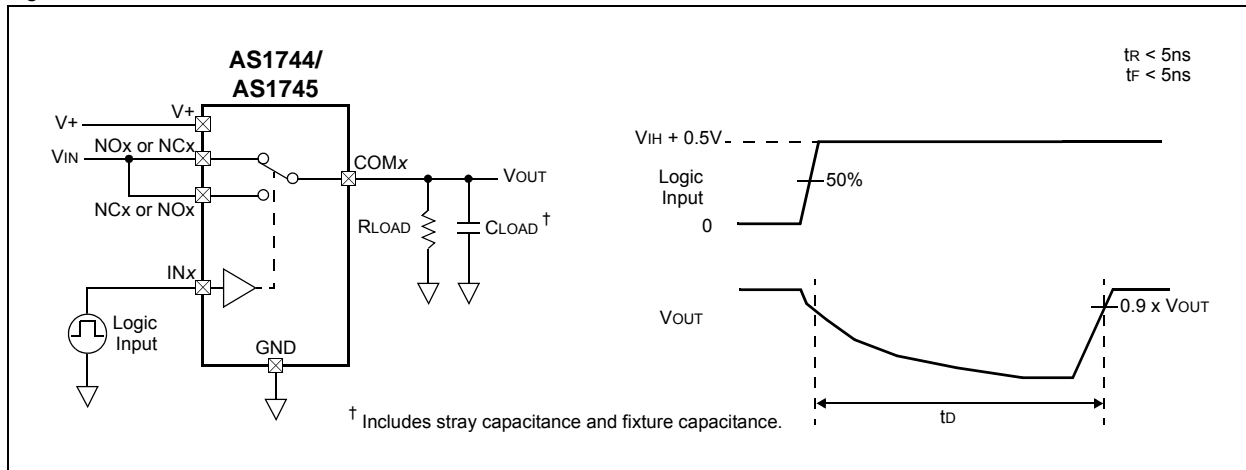 AS1744/
AS1745
tR < 5ns
tF < 5ns
V+
V+
NOx or NCx
VIN
COMx
VOUT
NCx or NOx
RLOAD
CLOAD †
INx
Logic
Input
GND
† Includes stray capacitance and fixture capacitance.
VIH + 0.5V
Logic
Input
50%
0
VOUT
0.9 x VOUT
tD